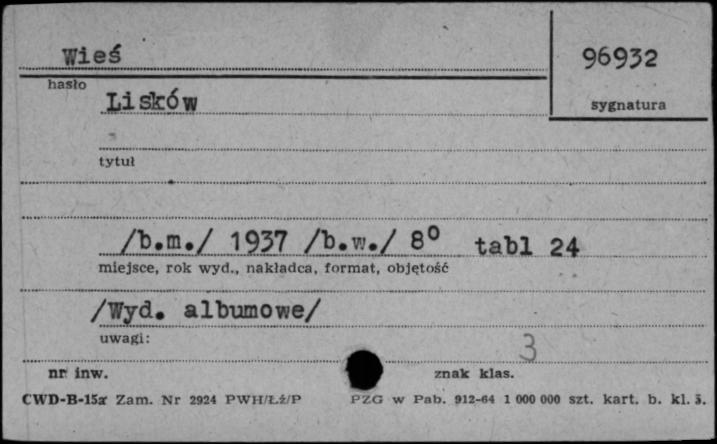 Wieś
96932
hasło
Lisków
sygnatura
tytuł
/b.m./ 1937 /b.w./ 8° tabl 24
miejsce, rok wyd., nakładca, format, objętość
/Wyd. albumowe/
uwagi:
3
nr inw. znak klas.
CWD-B-15a Zam. Nr 2924 PWH/Łź/P PZG w Pab. 912-64 1 000 000 szt. kart. b. kl. 3.